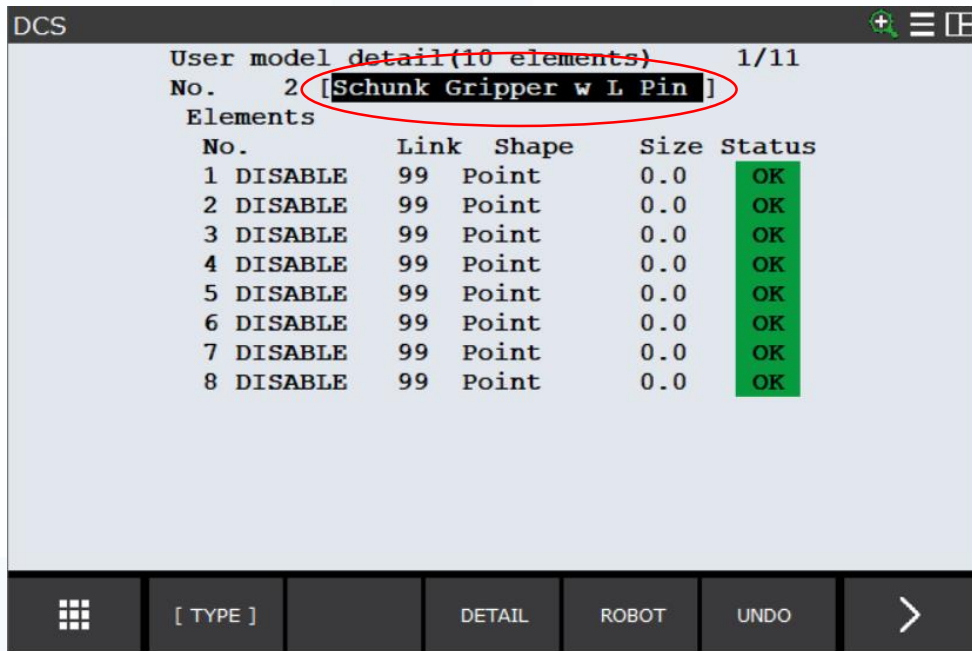 DCS
User model detail(10 elements) 1/11
No. 2 [Schunk Gripper w L Pin ]
Elements
No. Link Shape Size Status
1 DISABLE 99 Point 0.0 OK
2 DISABLE 99 Point 0.0 OK
3 DISABLE 99 Point 0.0 OK
4 DISABLE 99 Point 0.0 OK
5 DISABLE 99 Point 0.0 OK
6 DISABLE 99 Point 0.0 OK
7 DISABLE 99 Point 0.0 OK
8 DISABLE 99 Point 0.0 OK
[ TYPE ] DETAIL ROBOT UNDO >